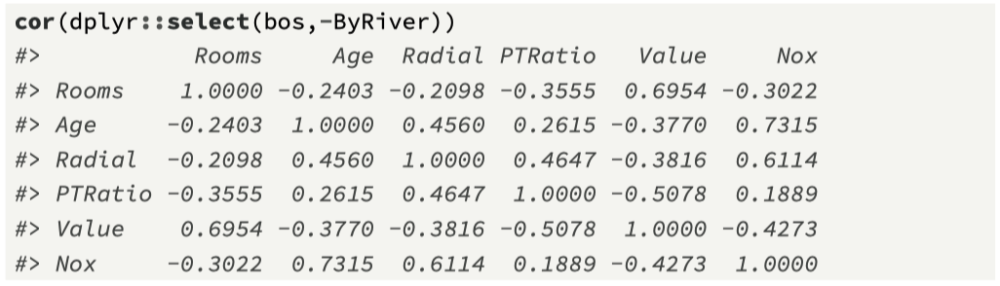 cor(dplyr::select(bos,-ByRiver))
#>           Rooms     Age  Radial PTRatio   Value     Nox
#> Rooms    1.0000 -0.2403 -0.2098 -0.3555  0.6954 -0.3022
#> Age     -0.2403  1.0000  0.4560  0.2615 -0.3770  0.7315
#> Radial  -0.2098  0.4560  1.0000  0.4647 -0.3816  0.6114
#> PTRatio -0.3555  0.2615  0.4647  1.0000 -0.5078  0.1889
#> Value    0.6954 -0.3770 -0.3816 -0.5078  1.0000 -0.4273
#> Nox     -0.3022  0.7315  0.6114  0.1889 -0.4273  1.0000